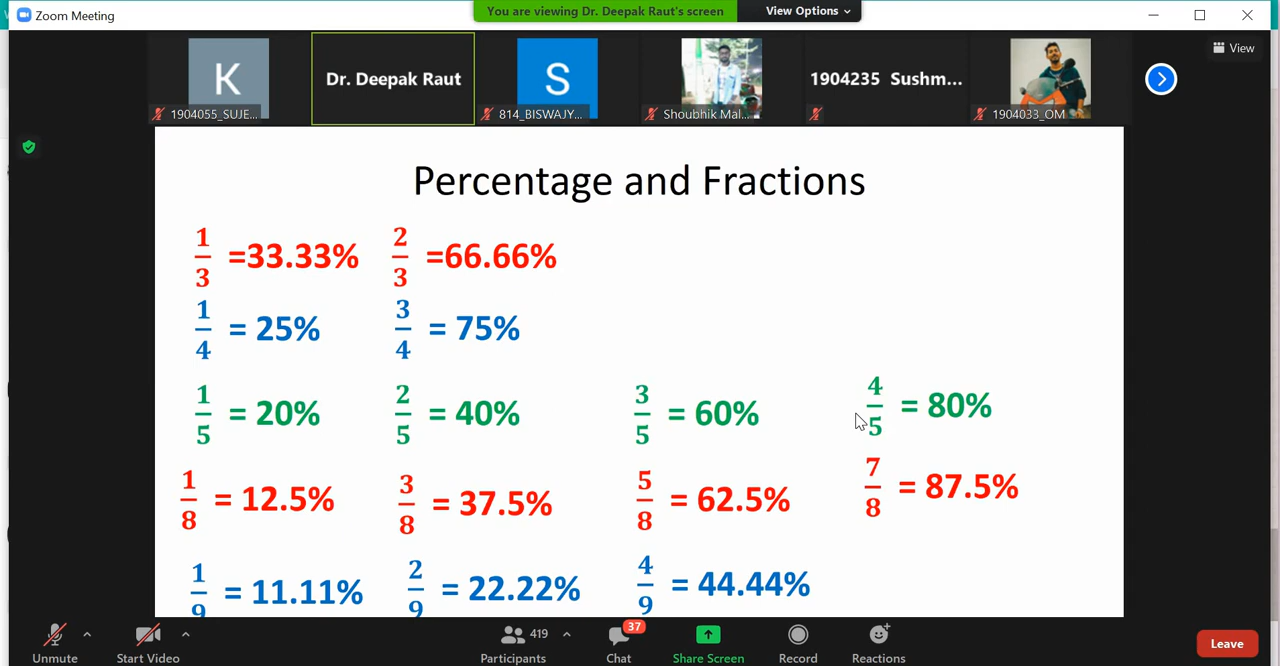 Zoom Meeting
You are viewing Dr. Deepak Raut's screen
View Options
View
K
1904055_SUJE...
Dr. Deepak Raut
S
814_BISWAJY...
Shoubhik Mal...
1904235 Sushm...
1904033_OM
Percentage and Fractions
1/3 =33.33% 2/3 =66.66%
1/4 = 25% 3/4 = 75%
1/5 = 20% 2/5 = 40% 3/5 = 60% 4/5 = 80%
1/8 = 12.5% 3/8 = 37.5% 5/8 = 62.5% 7/8 = 87.5%
1/9 = 11.11% 2/9 = 22.22% 4/9 = 44.44%
Unmute
Start Video
419
Participants
37
Chat
Share Screen
Record
Reactions
Leave